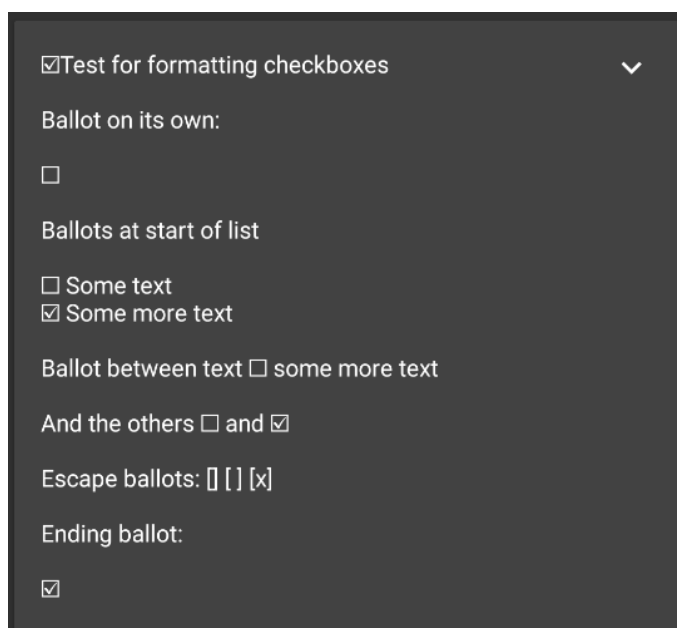 ☑Test for formatting checkboxes
Ballot on its own:
☐
Ballots at start of list
☐ Some text
☑ Some more text
Ballot between text ☐ some more text
And the others ☐ and ☑
Escape ballots: [] [ ] [x]
Ending ballot:
☑